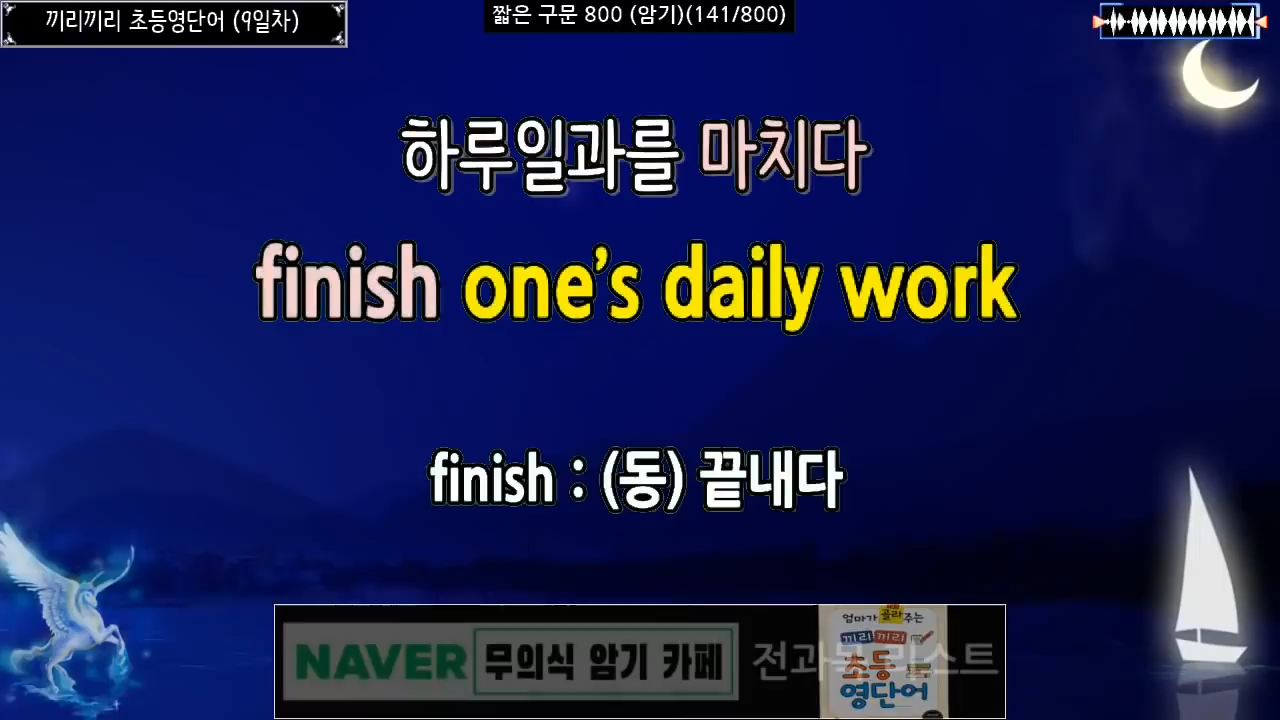 끼리끼리 초등영단어 (9일차)
짧은 구문 800 (암기)(141/800)
하루일과를 마치다
finish one’s daily work
finish : (동) 끝내다
NAVER 무의식 암기 카페
엄마가 골라주는
끼리끼리
초등
영단어